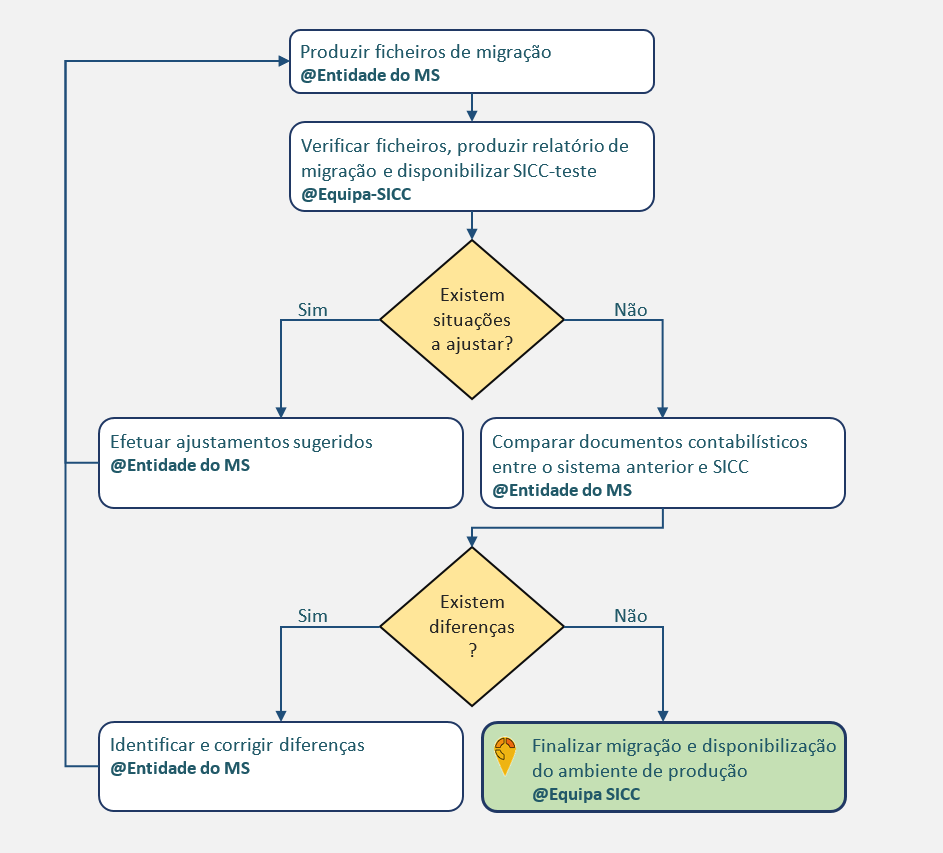 Produzir ficheiros de migração
@Entidade do MS
Verificar ficheiros, produzir relatório de
migração e disponibilizar SICC-teste
@Equipa-SICC
Existem
situações
a ajustar?
Sim
Não
Efetuar ajustamentos sugeridos
@Entidade do MS
Comparar documentos contabilísticos
entre o sistema anterior e SICC
@Entidade do MS
Existem
diferenças
?
Sim
Não
Identificar e corrigir diferenças
@Entidade do MS
Finalizar migração e disponibilização
do ambiente de produção
@Equipa SICC